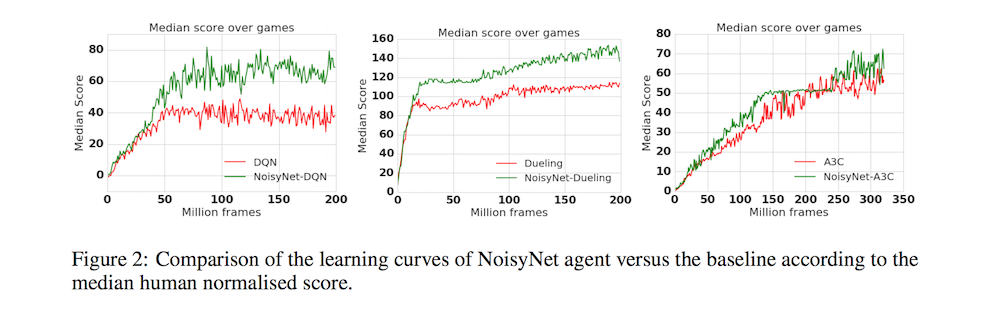 Median score over games
Median Score
80
60
40
20
0
DQN
NoisyNet-DQN
0 50 100 150 200
Million frames
Median score over games
Median Score
160
140
120
100
80
60
40
20
0
Dueling
NoisyNet-Dueling
0 50 100 150 200
Million frames
Median score over games
Median Score
80
70
60
50
40
30
20
10
0
A3C
NoisyNet-A3C
0 50 100 150 200 250 300 350
Million frames
Figure 2: Comparison of the learning curves of NoisyNet agent versus the baseline according to the
median human normalised score.